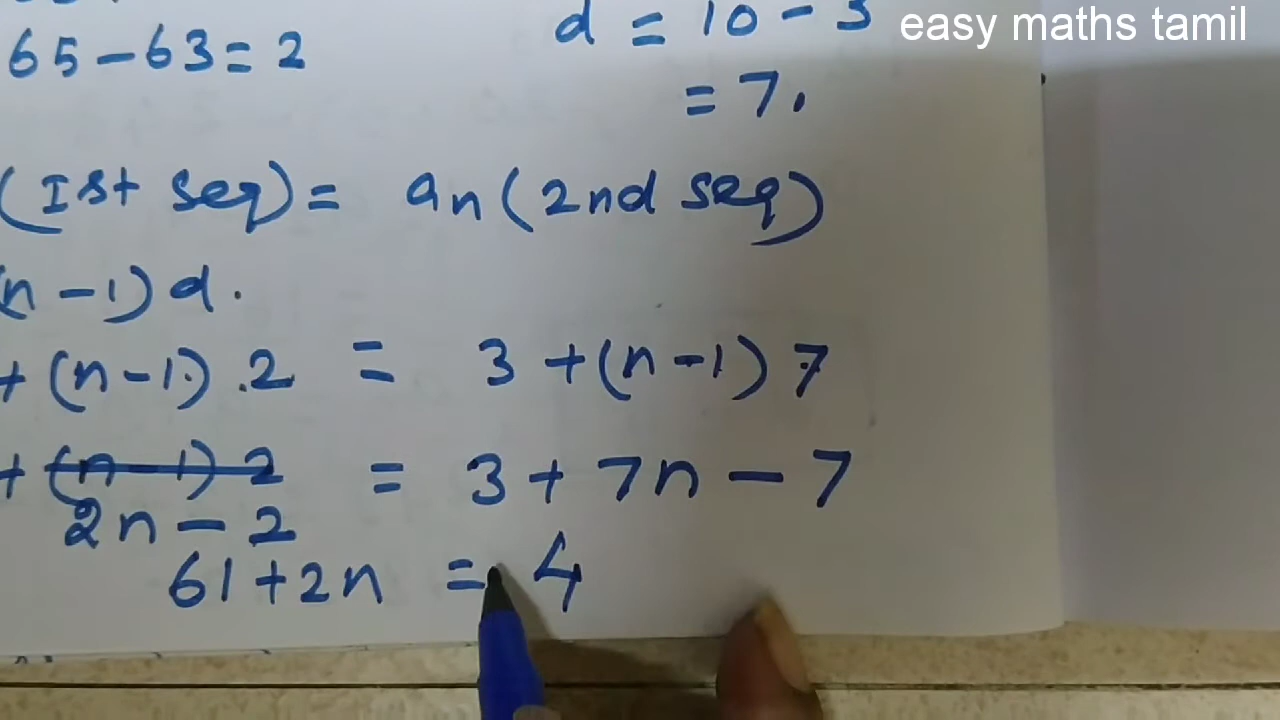 easy maths tamil
65 - 63 = 2
d = 10 - 3
= 7.
(Ist seq) = an (2nd seq)
(n - 1) d.
+ (n - 1) . 2 = 3 + (n - 1) 7
+ (n - 1) 2 = 3 + 7n - 7
2n - 2
61 + 2n = 4